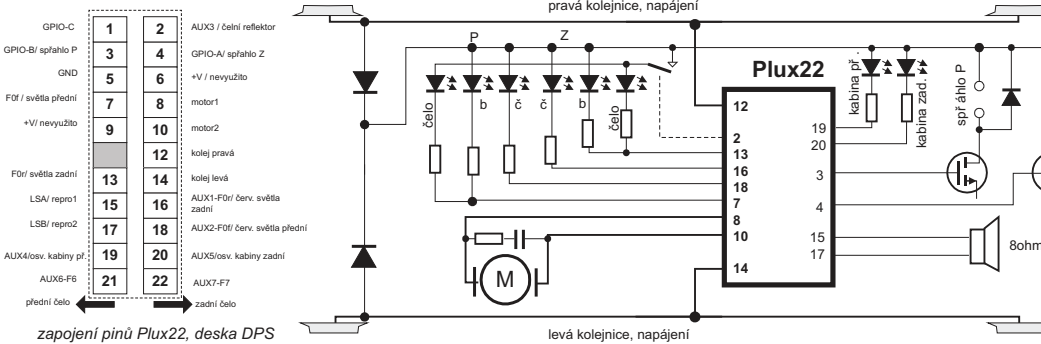 GPIO-C 1 2 AUX3 / čelní reflektor
GPIO-B/ spřahlo P 3 4 GPIO-A/ spřahlo Z
GND 5 6 +V / nevyužito
F0f / světla přední 7 8 motor1
+V/ nevyužito 9 10 motor2
12 kolej pravá
F0r/ světla zadní 13 14 kolej levá
LSA/ repro1 15 16 AUX1-F0r/ červ. světla
zadní
LSB/ repro2 17 18 AUX2-F0f/ červ. světla přední
AUX4/osv. kabiny př. 19 20 AUX5/osv. kabiny zadní
AUX6-F6 21 22 AUX7-F7
přední čelo zadní čelo
zapojení pinů Plux22, deska DPS
pravá kolejnice, napájení
P Z
čelo b č č b čelo
Plux22
12
2
13
16
18
7
8
10
14
19
20
3
4
15
17
kabina př.
kabina zad.
spř áhlo P
M
8ohm
levá kolejnice, napájení